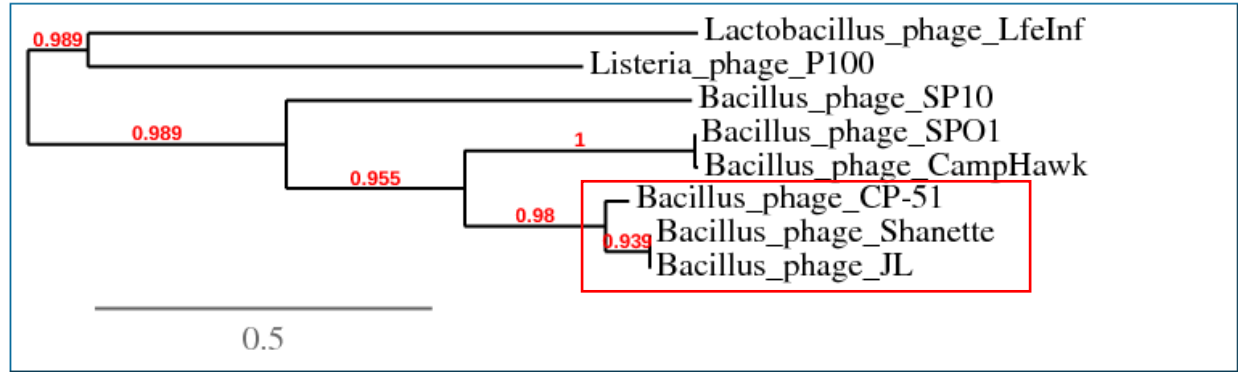 0.989
Lactobacillus_phage_LfeInf
Listeria_phage_P100
Bacillus_phage_SP10
0.989
1
Bacillus_phage_SPO1
Bacillus_phage_CampHawk
0.955
Bacillus_phage_CP-51
0.98
0.939
Bacillus_phage_Shanette
Bacillus_phage_JL
0.5